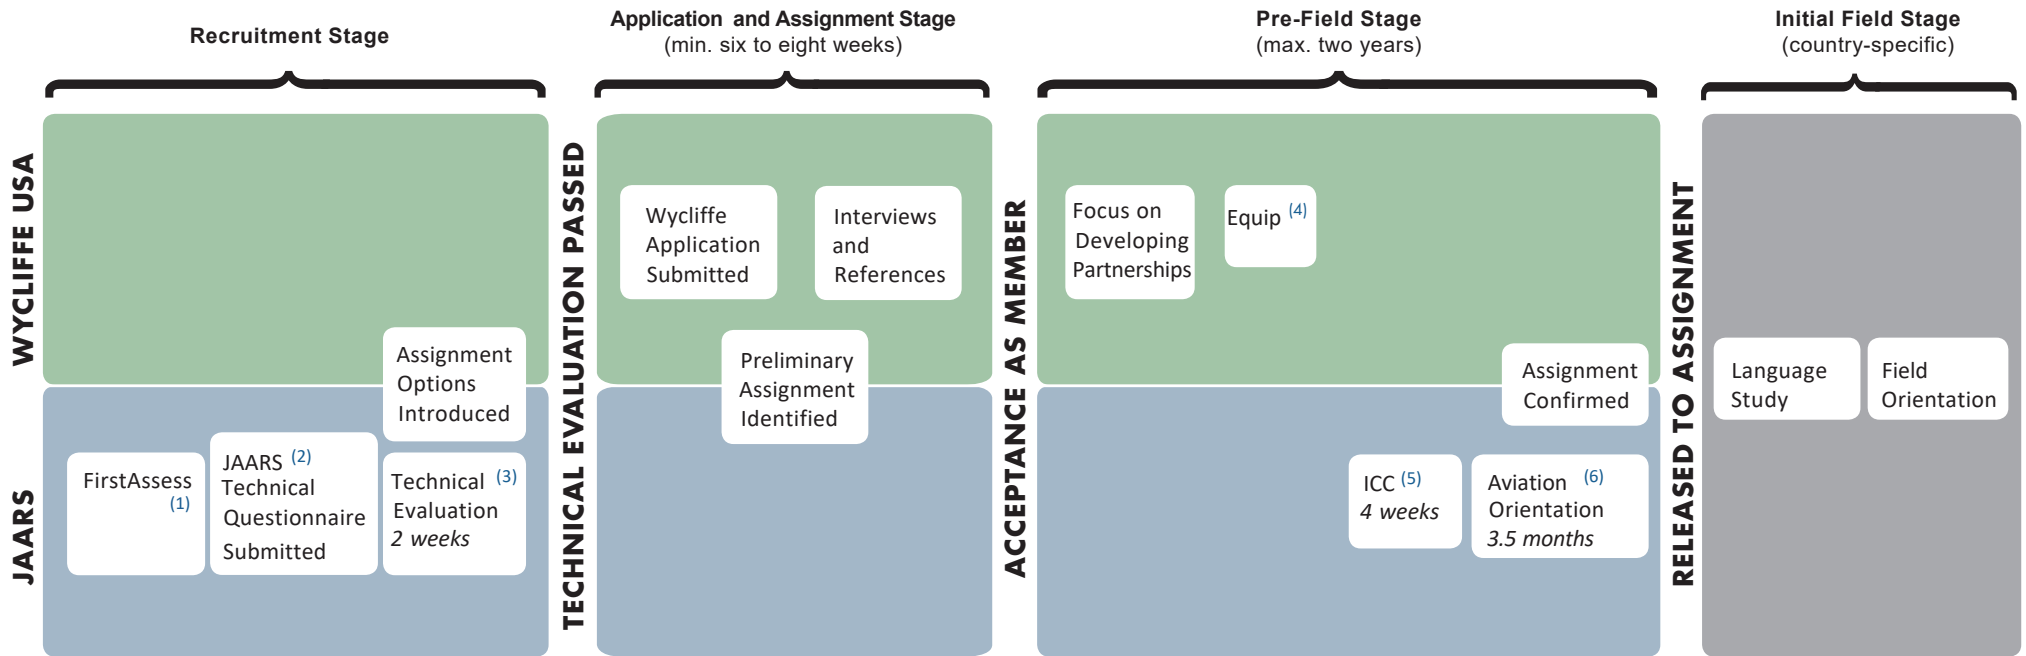 Recruitment Stage
Application and Assignment Stage
(min. six to eight weeks)
Pre-Field Stage
(max. two years)
Initial Field Stage
(country-specific)
WYCLIFFE USA
JAARS
Assignment
Options
Introduced
FirstAssess
(1)
JAARS (2)
Technical
Questionnaire
Submitted
Technical (3)
Evaluation
2 weeks
TECHNICAL EVALUATION PASSED
Wycliffe
Application
Submitted
Interviews
and
References
Preliminary
Assignment
Identified
ACCEPTANCE AS MEMBER
Focus on
Developing
Partnerships
Equip (4)
Assignment
Confirmed
ICC (5)
4 weeks
Aviation (6)
Orientation
3.5 months
RELEASED TO ASSIGNMENT
Language
Study
Field
Orientation